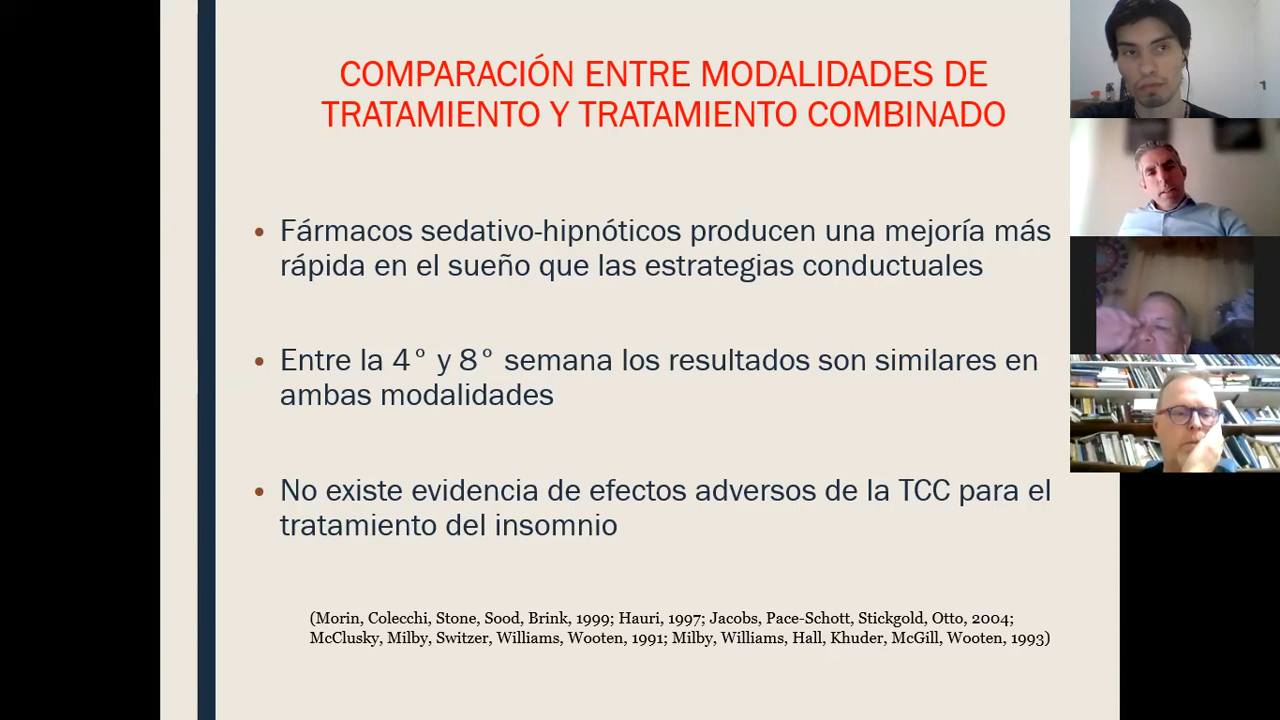 COMPARACIÓN ENTRE MODALIDADES DE
TRATAMIENTO Y TRATAMIENTO COMBINADO
• Fármacos sedativo-hipnóticos producen una mejoría más
rápida en el sueño que las estrategias conductuales
• Entre la 4° y 8° semana los resultados son similares en
ambas modalidades
• No existe evidencia de efectos adversos de la TCC para el
tratamiento del insomnio
(Morin, Colecchi, Stone, Sood, Brink, 1999; Hauri, 1997; Jacobs, Pace-Schott, Stickgold, Otto, 2004;
McClusky, Milby, Switzer, Williams, Wooten, 1991; Milby, Williams, Hall, Khuder, McGill, Wooten, 1993)